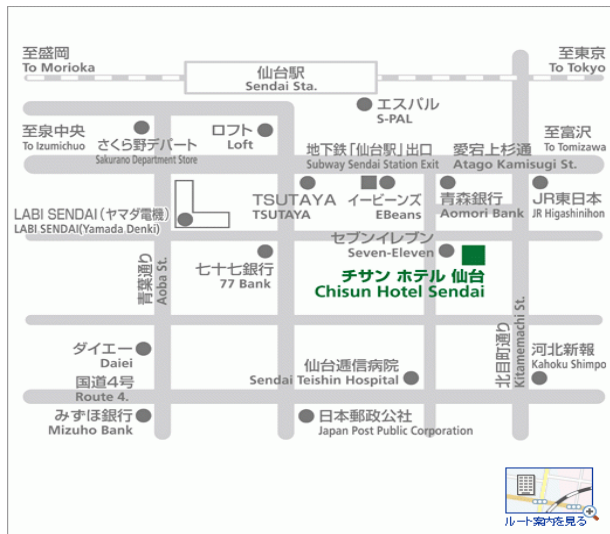 至盛岡
To Morioka
仙台駅
Sendai Sta.
至東京
To Tokyo
エスパル
S-PAL
至泉中央
To Izumichuo
さくら野デパート
Sakurano Department Store
ロフト
Loft
地下鉄「仙台駅」出口
Subway Sendai Station Exit
愛宕上杉通
Atago Kamisugi St.
至富沢
To Tomizawa
TSUTAYA
TSUTAYA
イービーンズ
EBeans
青森銀行
Aomori Bank
JR東日本
JR Higashinihon
LABI SENDAI(ヤマダ電機)
LABI SENDAI(Yamada Denki)
青葉通り
Aoba St.
七十七銀行
77 Bank
セブンイレブン
Seven-Eleven
チサン ホテル 仙台
Chisun Hotel Sendai
北目町通り
Kitamemachi St.
ダイエー
Daiei
仙台逓信病院
Sendai Teishin Hospital
河北新報
Kahoku Shimpo
国道4号
Route 4.
みずほ銀行
Mizuho Bank
日本郵政公社
Japan Post Public Corporation
ルート案内を見る